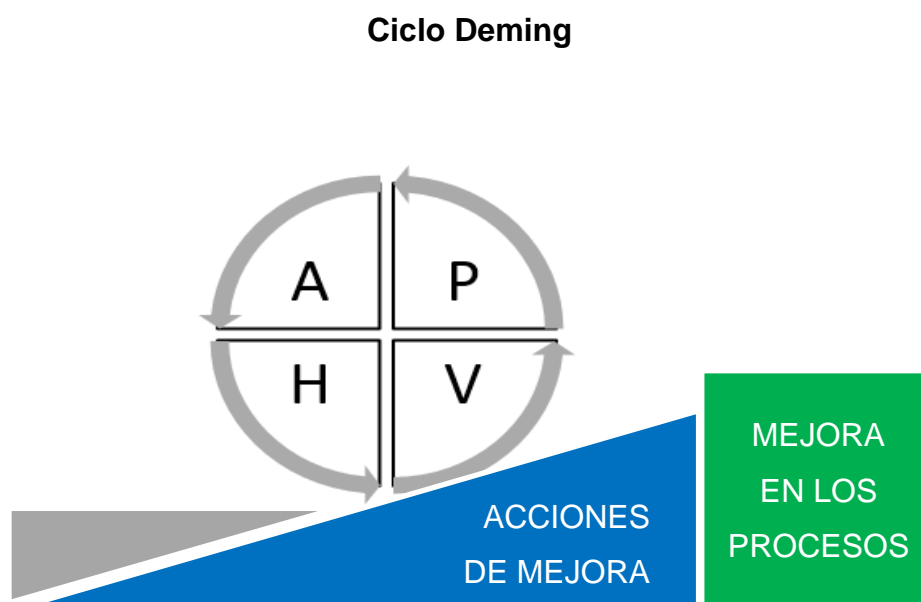 Ciclo Deming
A
P
H
V
ACCIONES
DE MEJORA
MEJORA
EN LOS
PROCESOS